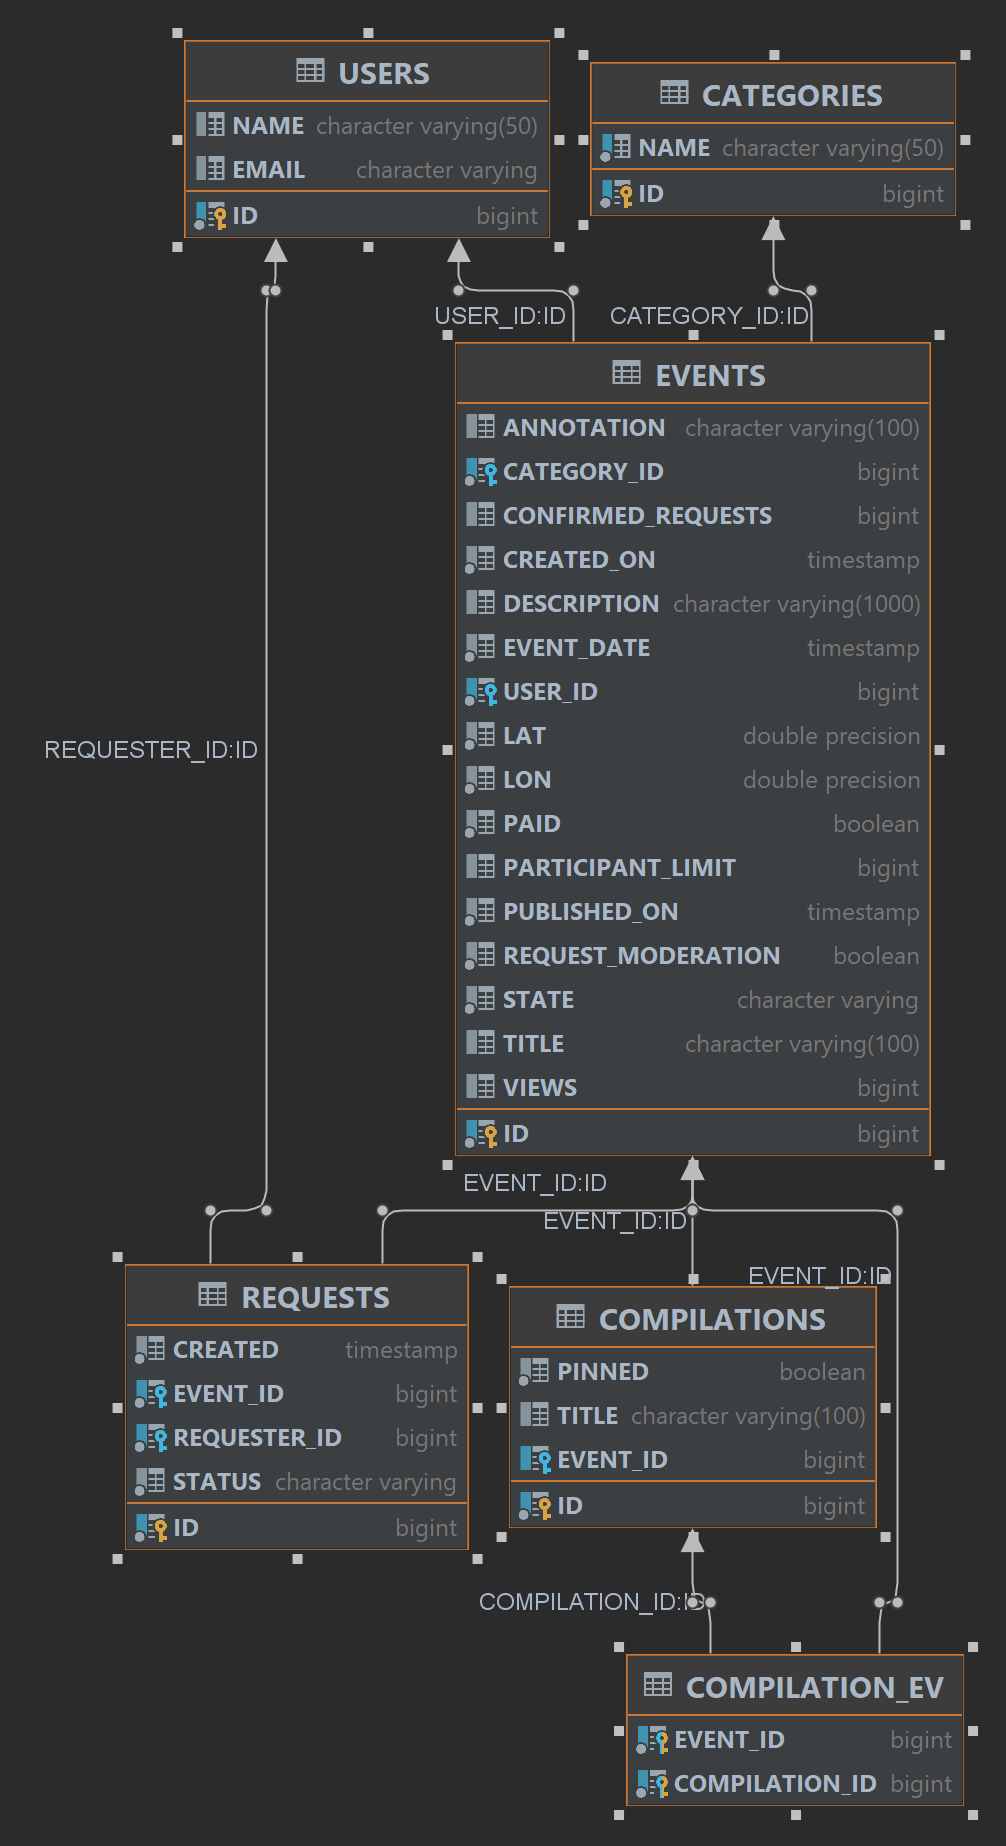 USERS
NAME character varying(50)
EMAIL character varying
ID bigint
CATEGORIES
NAME character varying(50)
ID bigint
USER_ID:ID
CATEGORY_ID:ID
EVENTS
ANNOTATION character varying(100)
CATEGORY_ID bigint
CONFIRMED_REQUESTS bigint
CREATED_ON timestamp
DESCRIPTION character varying(1000)
EVENT_DATE timestamp
USER_ID bigint
LAT double precision
LON double precision
PAID boolean
PARTICIPANT_LIMIT bigint
PUBLISHED_ON timestamp
REQUEST_MODERATION boolean
STATE character varying
TITLE character varying(100)
VIEWS bigint
ID bigint
REQUESTER_ID:ID
EVENT_ID:ID
EVENT_ID:ID
EVENT_ID:ID
REQUESTS
CREATED timestamp
EVENT_ID bigint
REQUESTER_ID bigint
STATUS character varying
ID bigint
COMPILATIONS
PINNED boolean
TITLE character varying(100)
EVENT_ID bigint
ID bigint
COMPILATION_ID:ID
COMPILATION_EV
EVENT_ID bigint
COMPILATION_ID bigint